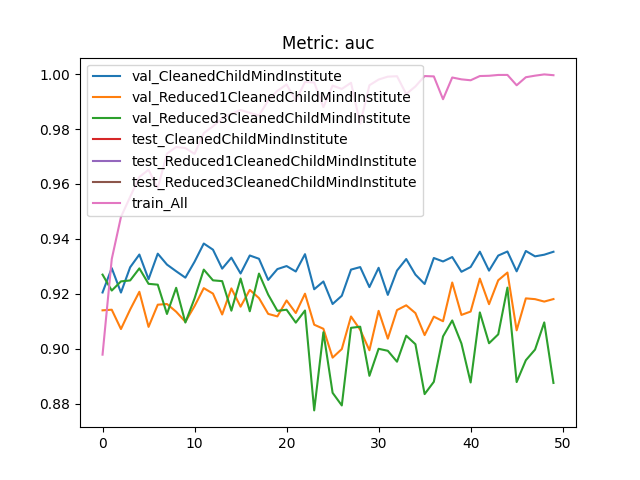 Metric: auc
val_CleanedChildMindInstitute
val_Reduced1CleanedChildMindInstitute
val_Reduced3CleanedChildMindInstitute
test_CleanedChildMindInstitute
test_Reduced1CleanedChildMindInstitute
test_Reduced3CleanedChildMindInstitute
train_All
1.00
0.98
0.96
0.94
0.92
0.90
0.88
0 10 20 30 40 50